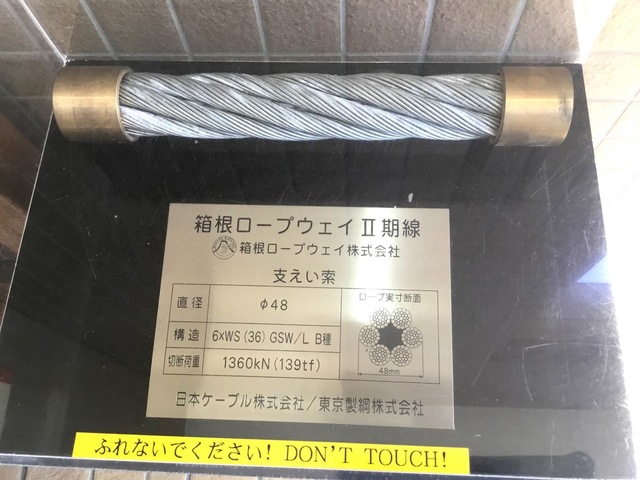 箱根ロープウェイⅡ期線
箱根ロープウェイ株式会社
支えい索
直径 φ48
構造 6×WS(36) GSW/L B種
切断荷重 1360kN(139tf)
ロープ実寸断面
48mm
日本ケーブル株式会社/東京製綱株式会社
ふれないでください! DON'T TOUCH!